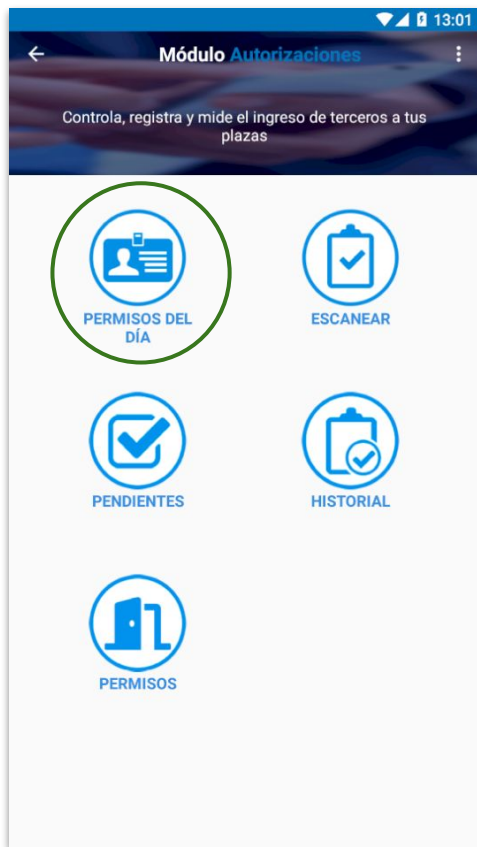 13:01
Módulo Autorizaciones
Controla, registra y mide el ingreso de terceros a tus
plazas
PERMISOS DEL
DÍA
ESCANEAR
PENDIENTES
HISTORIAL
PERMISOS